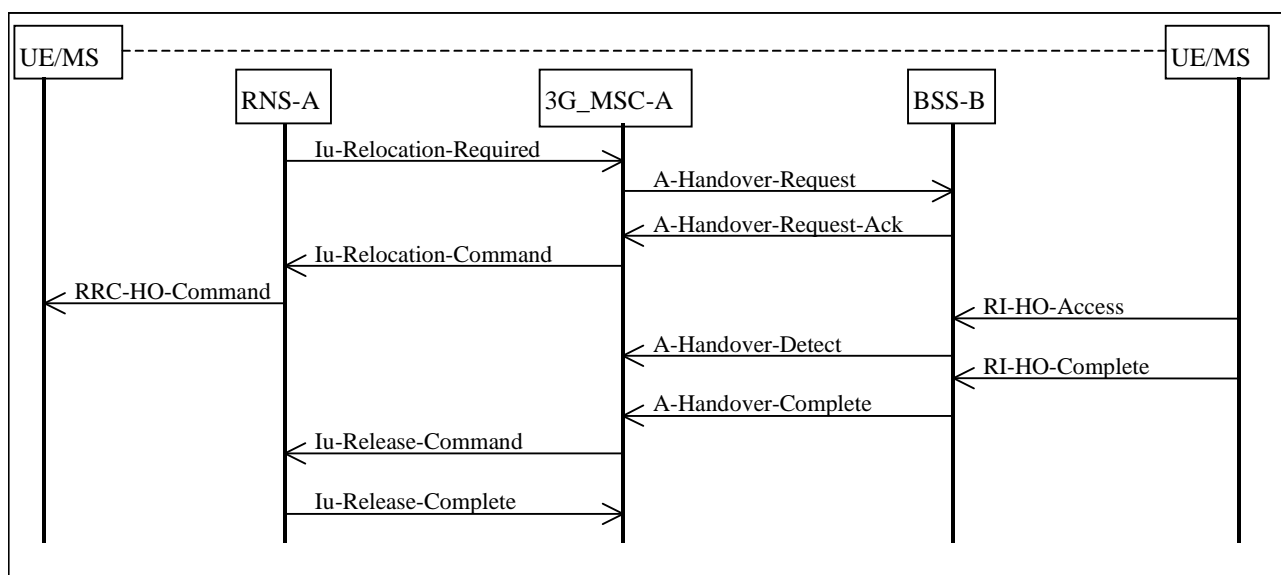 UE/MS
UE/MS
RNS-A
3G_MSC-A
BSS-B
Iu-Relocation-Required
A-Handover-Request
A-Handover-Request-Ack
Iu-Relocation-Command
RRC-HO-Command
RI-HO-Access
A-Handover-Detect
RI-HO-Complete
A-Handover-Complete
Iu-Release-Command
Iu-Release-Complete